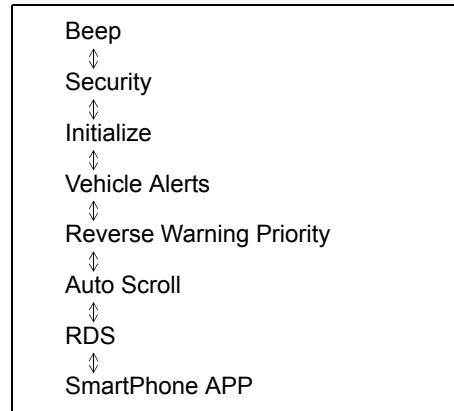 Beep
⇕
Security
⇕
Initialize
⇕
Vehicle Alerts
⇕
Reverse Warning Priority
⇕
Auto Scroll
⇕
RDS
⇕
SmartPhone APP